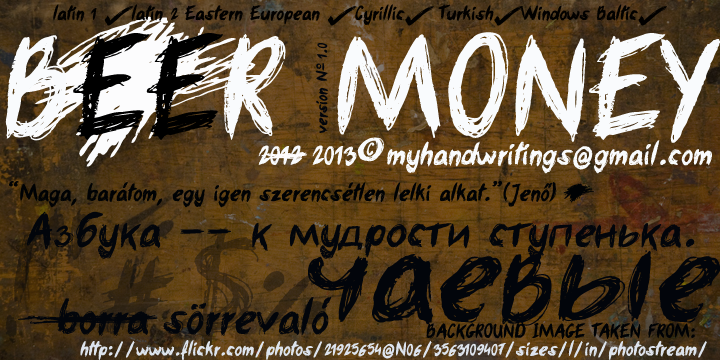 latin 1 ✓ latin 2 Eastern European ✓ Cyrillic ✓ Turkish ✓ Windows Baltic ✓
BEER MONEY
version № 1.0
2012 2013© myhandwritings@gmail.com
“Maga, barátom, egy igen szerencsétlen lelki alkat.” (Jenő)
Азбука -- к мудрости ступенька.
# $%
чаевые
borra sörrevaló
BACKGROUND IMAGE TAKEN FROM:
http://www.flickr.com/photos/21925654@N06/3563109407/sizes/l/in/photostream/